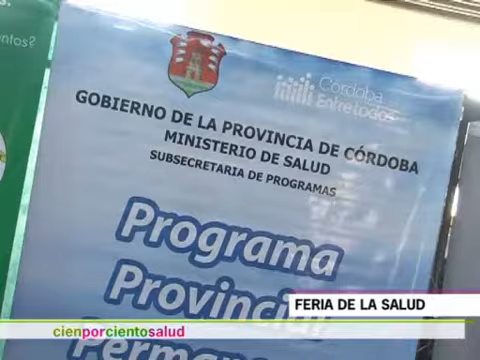 ntos?
Córdoba
Entre todos
GOBIERNO DE LA PROVINCIA DE CÓRDOBA
MINISTERIO DE SALUD
SUBSECRETARIA DE PROGRAMAS
Programa
Provincial
FERIA DE LA SALUD
cienporcientosalud